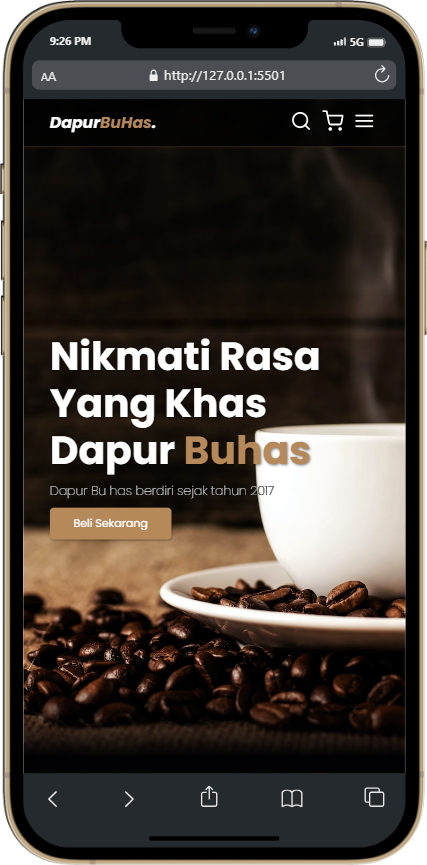 9:26 PM
5G
AA
http://127.0.0.1:5501
DapurBuHas.
Nikmati Rasa
Yang Khas
Dapur Buhas
Dapur Bu has berdiri sejak tahun 2017
Beli Sekarang